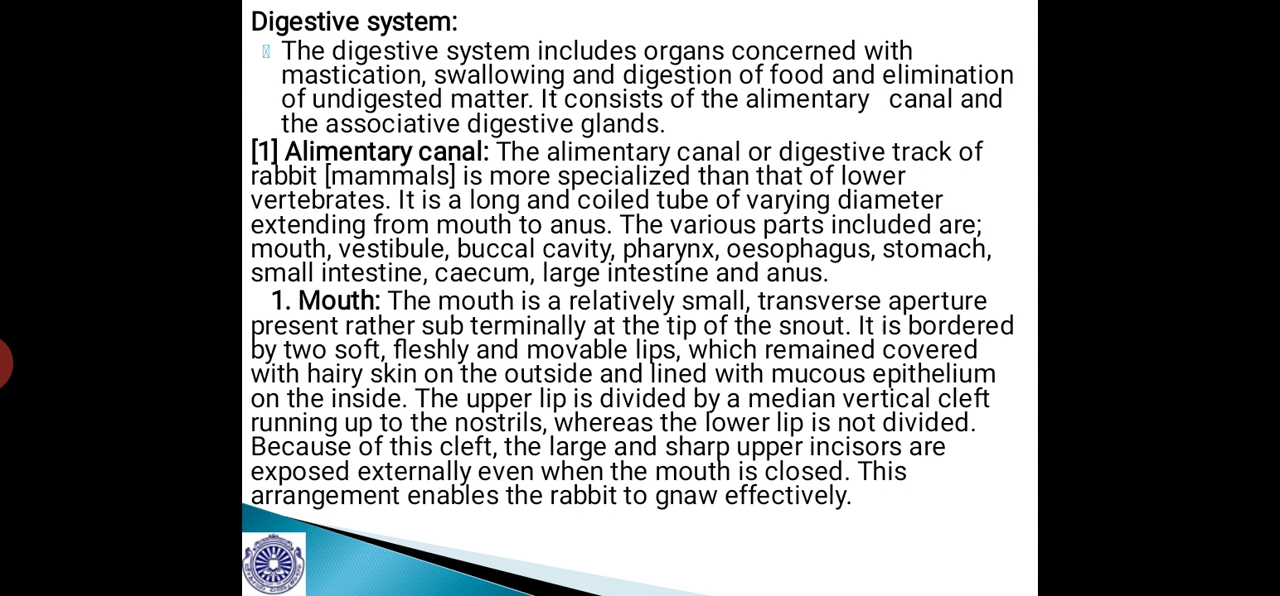 Digestive system:
The digestive system includes organs concerned with
mastication, swallowing and digestion of food and elimination
of undigested matter. It consists of the alimentary canal and
the associative digestive glands.
[1] Alimentary canal: The alimentary canal or digestive track of
rabbit [mammals] is more specialized than that of lower
vertebrates. It is a long and coiled tube of varying diameter
extending from mouth to anus. The various parts included are;
mouth, vestibule, buccal cavity, pharynx, oesophagus, stomach,
small intestine, caecum, large intestine and anus.
1. Mouth: The mouth is a relatively small, transverse aperture
present rather sub terminally at the tip of the snout. It is bordered
by two soft, fleshly and movable lips, which remained covered
with hairy skin on the outside and lined with mucous epithelium
on the inside. The upper lip is divided by a median vertical cleft
running up to the nostrils, whereas the lower lip is not divided.
Because of this cleft, the large and sharp upper incisors are
exposed externally even when the mouth is closed. This
arrangement enables the rabbit to gnaw effectively.